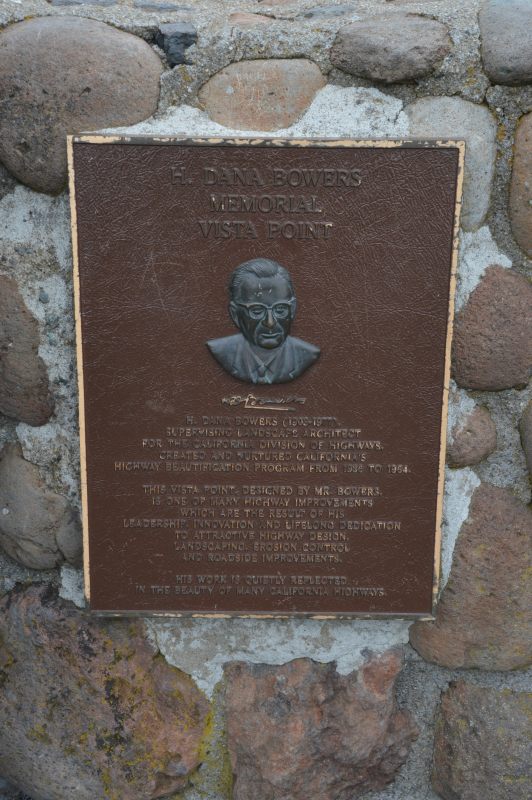 H. DANA BOWERS
MEMORIAL
VISTA POINT
H. DANA BOWERS
SUPERVISING LANDSCAPE ARCHITECT
FOR THE CALIFORNIA DIVISION OF HIGHWAYS,
CREATED AND NURTURED CALIFORNIA'S
HIGHWAY BEAUTIFICATION PROGRAM FROM 1936 TO 1964.
THIS VISTA POINT, DESIGNED BY MR. BOWERS,
IS ONE OF MANY HIGHWAY IMPROVEMENTS
WHICH ARE THE RESULT OF HIS
LEADERSHIP, INNOVATION AND LIFELONG DEDICATION
TO ATTRACTIVE HIGHWAY DESIGN,
LANDSCAPING, EROSION CONTROL
AND ROADSIDE IMPROVEMENTS.
HIS WORK IS QUIETLY REFLECTED
IN THE BEAUTY OF MANY CALIFORNIA HIGHWAYS.